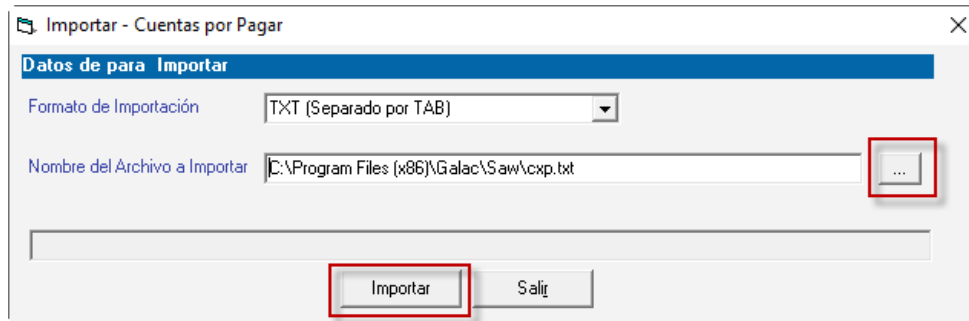 Importar - Cuentas por Pagar
Datos de para Importar
Formato de Importación TXT (Separado por TAB)
Nombre del Archivo a Importar C:\Program Files (x86)\Galac\Saw\cxp.txt ...
Importar Salir